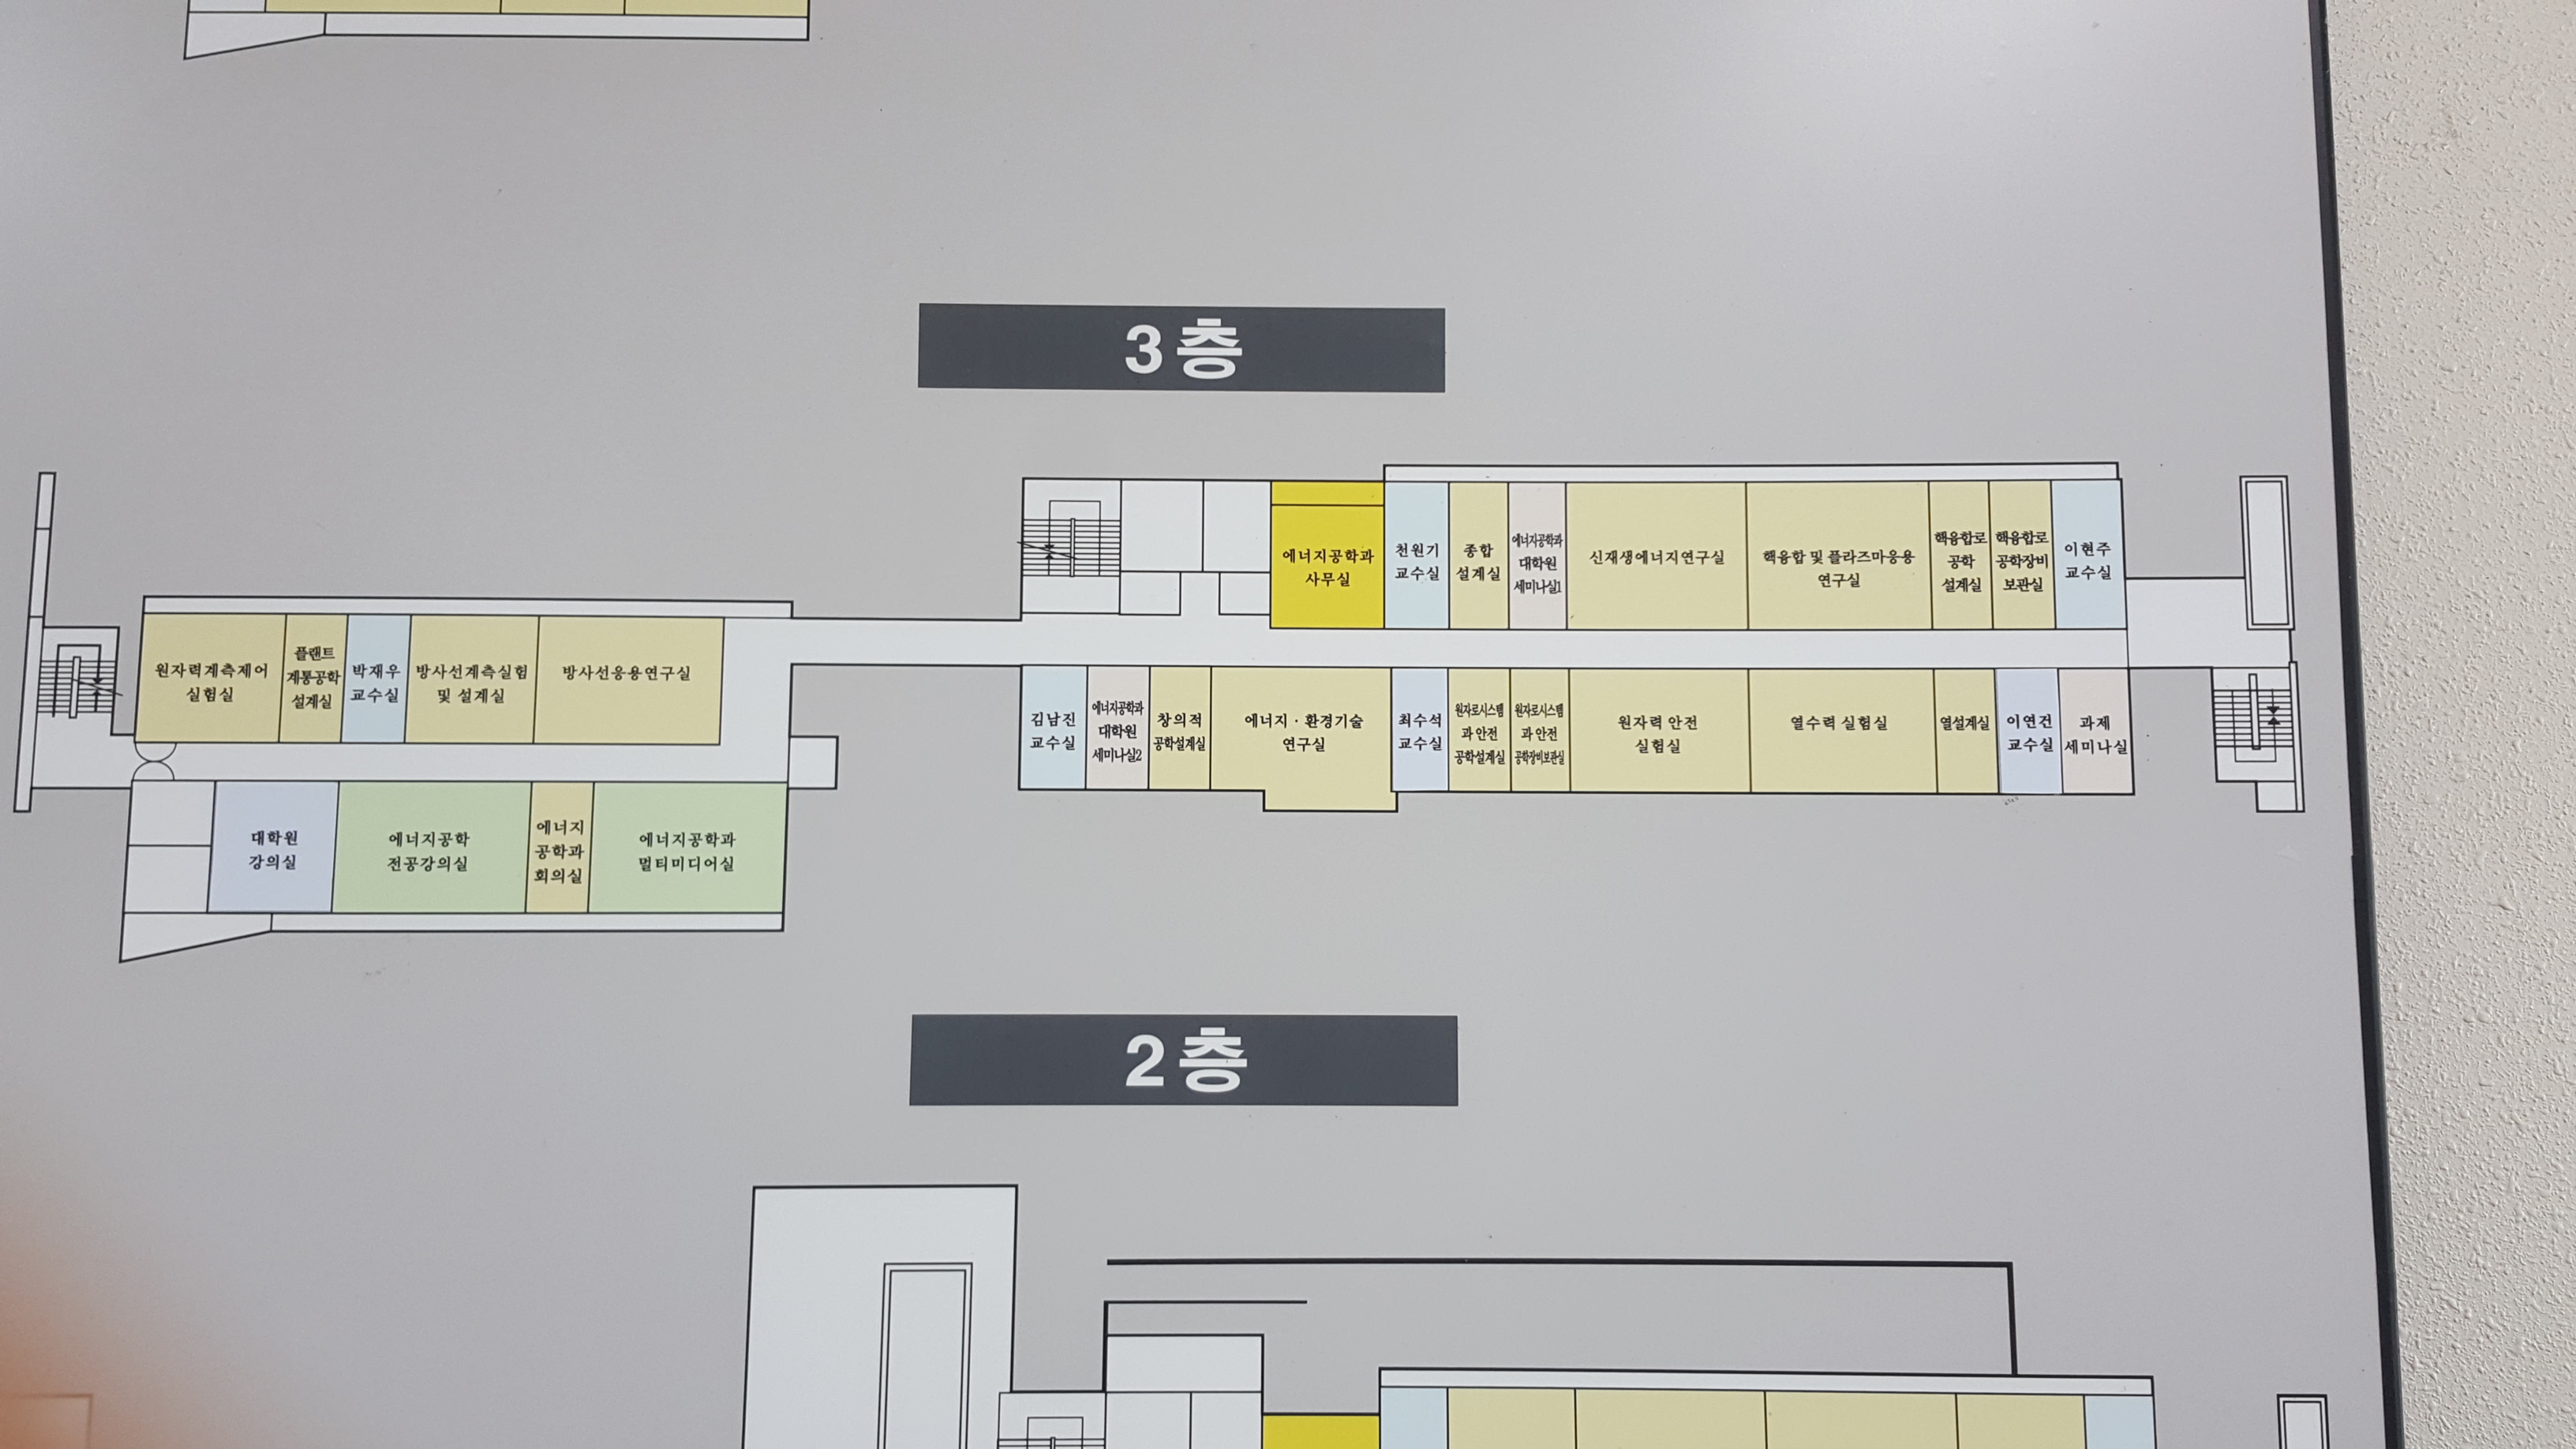 3층
에너지공학과
사무실
천원기
교수실
종합
설계실
에너지공학과
대학원
세미나실1
신재생에너지연구실
핵융합 및 플라즈마응용
연구실
핵융합로
공학
설계실
핵융합로
공학장비
보관실
이현주
교수실
원자력계측제어
실험실
플랜트
계통공학
설계실
박재우
교수실
방사선계측실험
및 설계실
방사선응용연구실
김남진
교수실
에너지공학과
대학원
세미나실2
창의적
공학설계실
에너지 · 환경기술
연구실
최수석
교수실
원자로시스템
과 안전
공학설계실
원자로시스템
과 안전
공학장비보관실
원자력 안전
실험실
열수력 실험실
열설계실
이연건
교수실
과제
세미나실
대학원
강의실
에너지공학
전공강의실
에너지
공학과
회의실
에너지공학과
멀티미디어실
2층